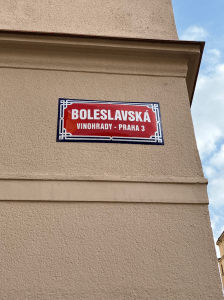 BOLESLAVSKÁ
VINOHRADY - PRAHA 3